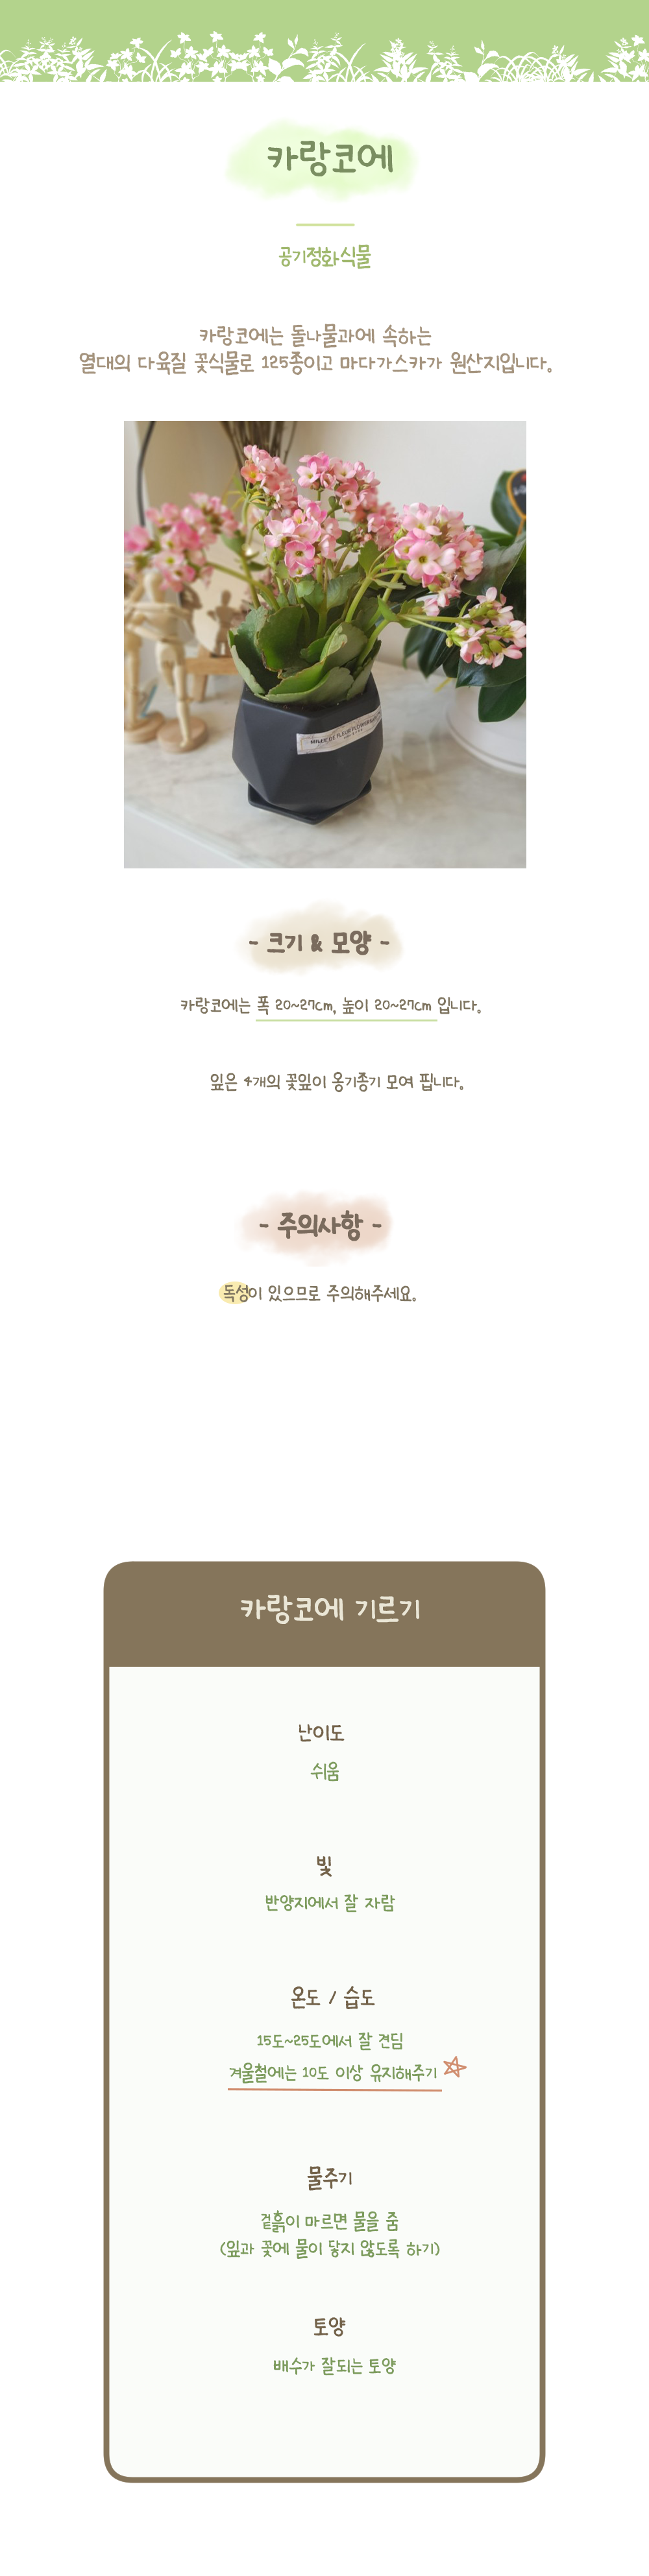 카랑코에
공기정화식물
카랑코에는 돌나물과에 속하는
열대의 다육질 꽃식물로 125종이고 마다가스카가 원산지입니다.
MILLE DE FLEUR FLOWER
- 크기 & 모양 -
카랑코에는 폭 20~27cm, 높이 20~27cm 입니다.
잎은 4개의 꽃잎이 옹기종기 모여 핍니다.
- 주의사항 -
독성이 있으므로 주의해주세요.
카랑코에 기르기
난이도
쉬움
빛
반양지에서 잘 자람
온도 / 습도
15도~25도에서 잘 견딤
겨울철에는 10도 이상 유지해주기
물주기
겉흙이 마르면 물을 줌
(잎과 꽃에 물이 닿지 않도록 하기)
토양
배수가 잘되는 토양